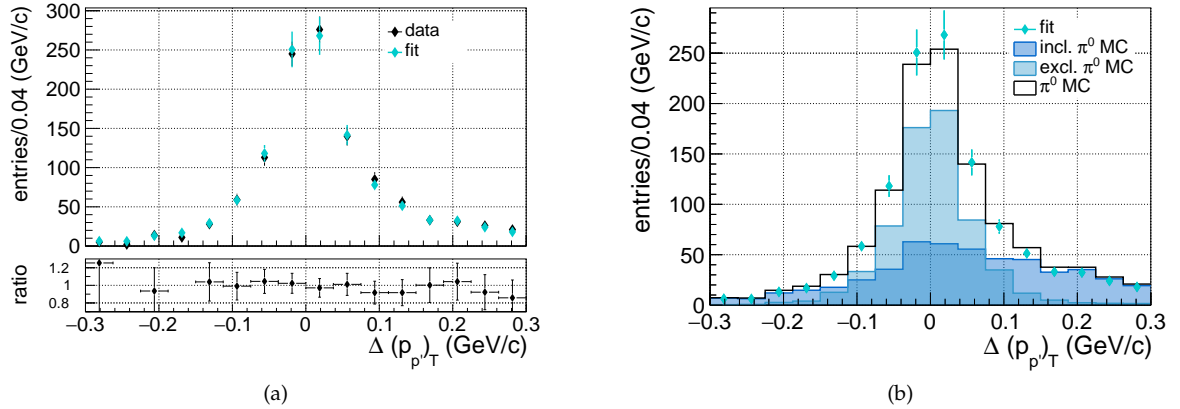 300
250
200
150
100
50
0
entries/0.04 (GeV/c)
data
fit
1.2
1
0.8
ratio
−0.3 −0.2 −0.1 0 0.1 0.2 0.3
Δ (p_p')_T (GeV/c)
(a)
250
200
150
100
50
0
entries/0.04 (GeV/c)
fit
incl. π⁰ MC
excl. π⁰ MC
π⁰ MC
−0.3 −0.2 −0.1 0 0.1 0.2 0.3
Δ (p_p')_T (GeV/c)
(b)